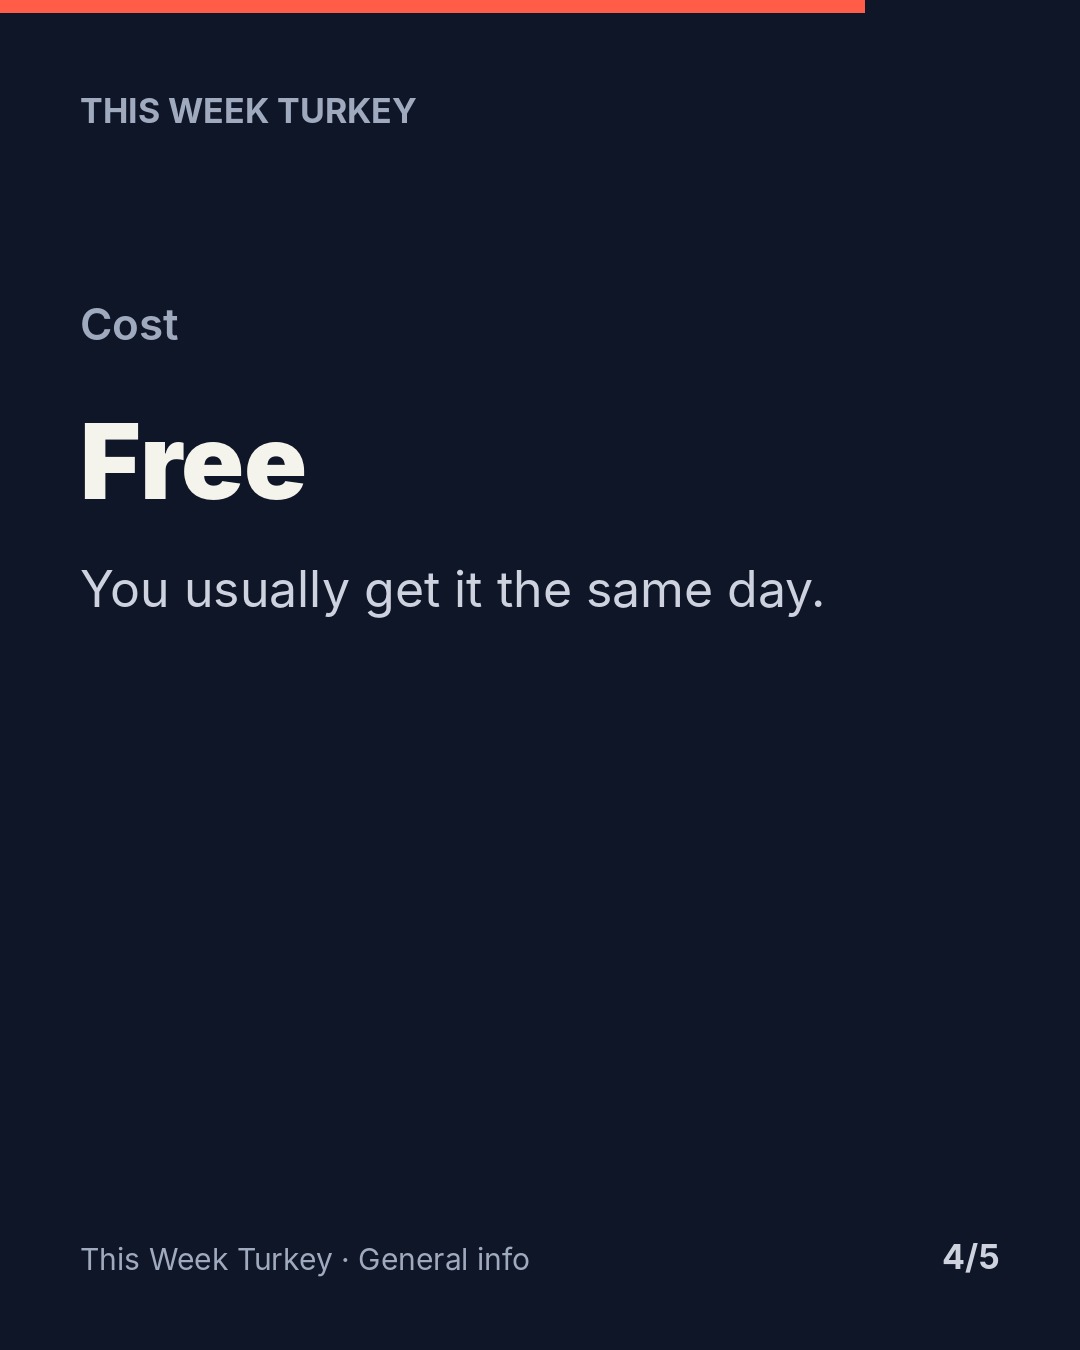 THIS WEEK TURKEY
Cost
Free
You usually get it the same day.
This Week Turkey · General info
4/5